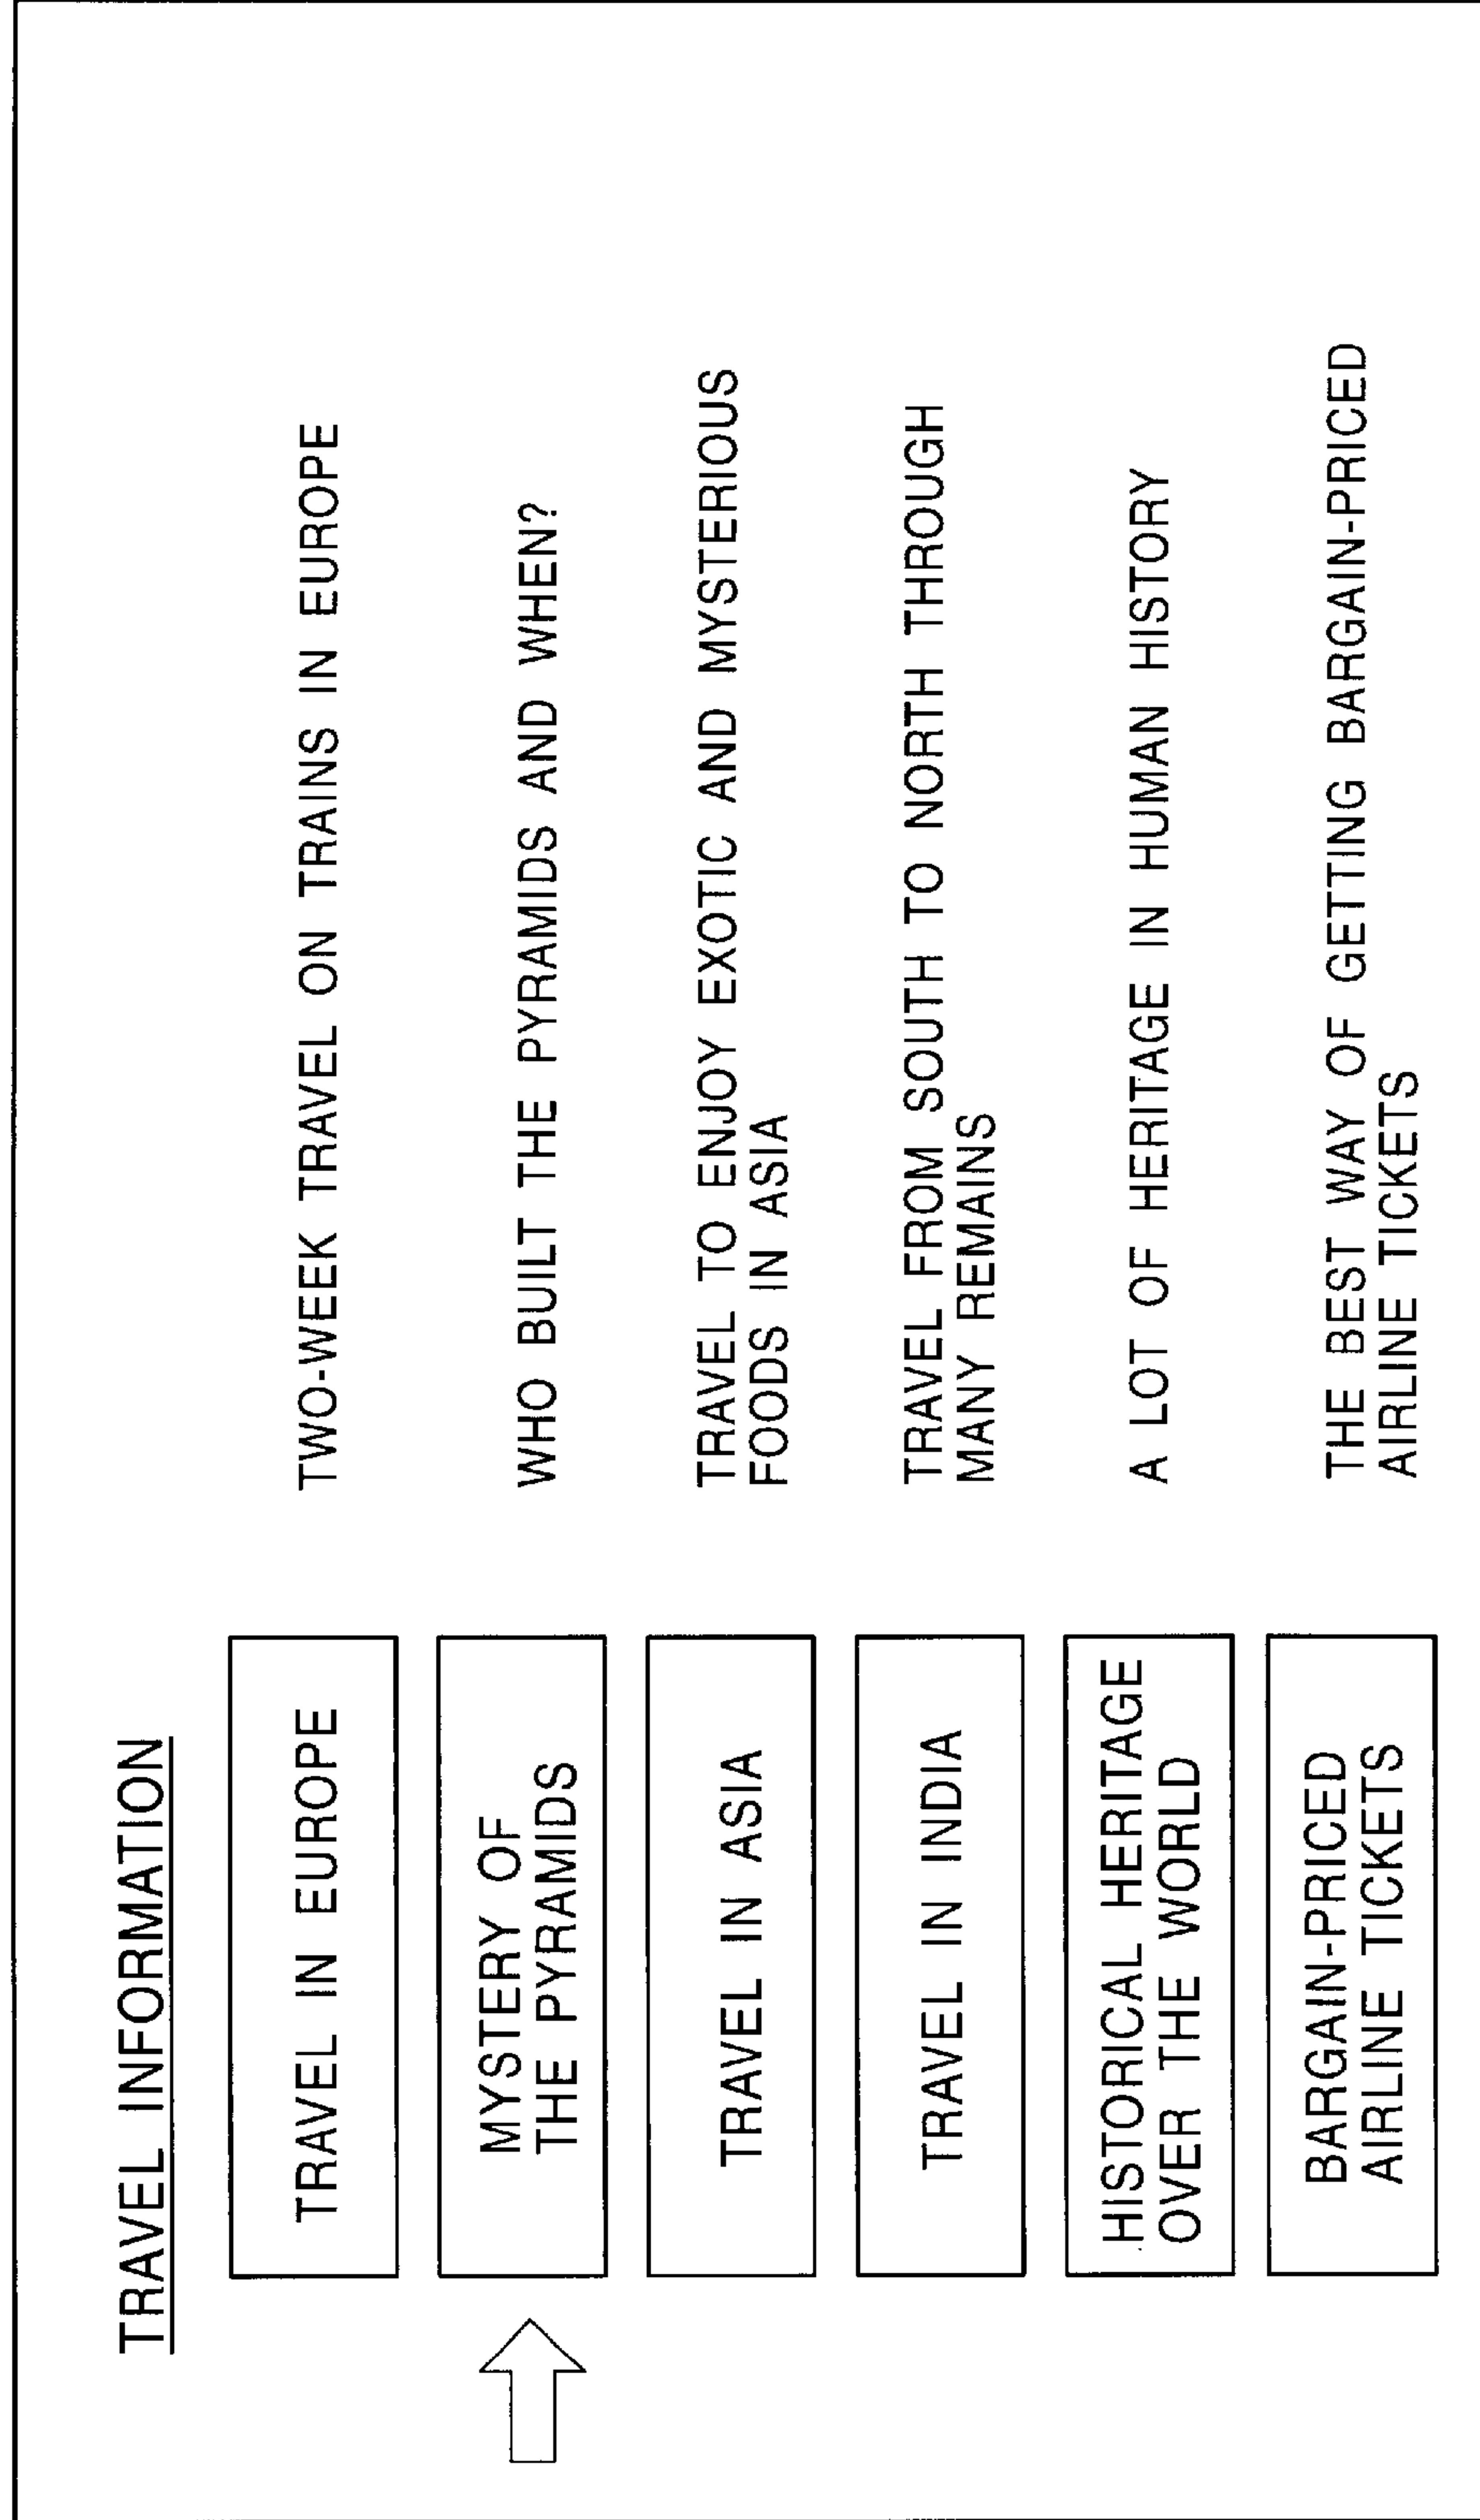 TRAVEL INFORMATION
TRAVEL IN EUROPE
TWO-WEEK TRAVEL ON TRAINS IN EUROPE
MYSTERY OF
THE PYRAMIDS
WHO BUILT THE PYRAMIDS AND WHEN?
TRAVEL IN ASIA
TRAVEL TO ENJOY EXOTIC AND MYSTERIOUS
FOODS IN ASIA
TRAVEL IN INDIA
TRAVEL FROM SOUTH TO NORTH THROUGH
MANY REMAINS
HISTORICAL HERITAGE
OVER THE WORLD
A LOT OF HERITAGE IN HUMAN HISTORY
BARGAIN-PRICED
AIRLINE TICKETS
THE BEST WAY OF GETTING BARGAIN-PRICED
AIRLINE TICKETS